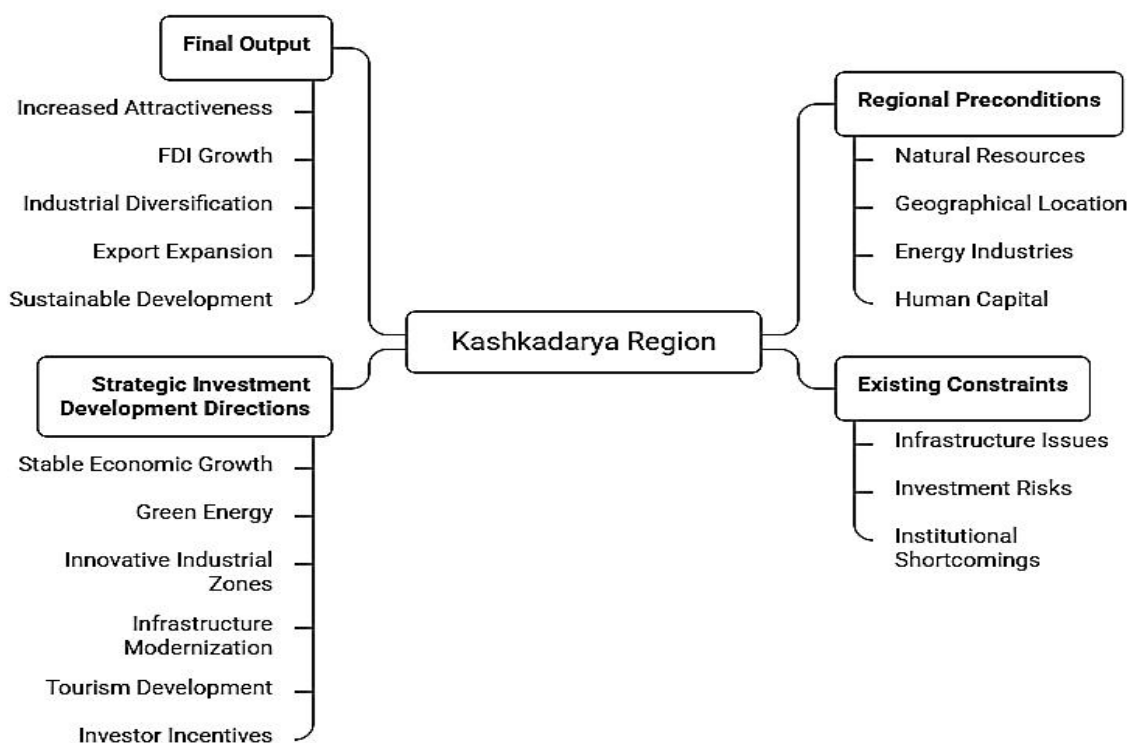 Final Output
Increased Attractiveness
FDI Growth
Industrial Diversification
Export Expansion
Sustainable Development
Strategic Investment
Development Directions
Stable Economic Growth
Green Energy
Innovative Industrial
Zones
Infrastructure
Modernization
Tourism Development
Investor Incentives
Kashkadarya Region
Regional Preconditions
Natural Resources
Geographical Location
Energy Industries
Human Capital
Existing Constraints
Infrastructure Issues
Investment Risks
Institutional
Shortcomings